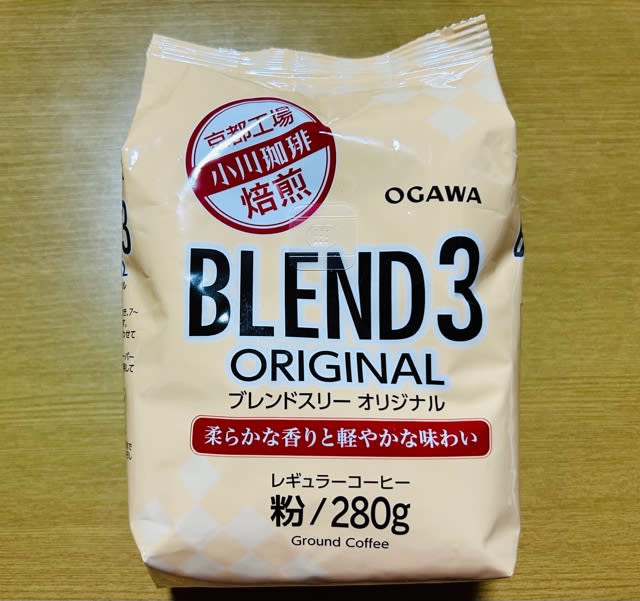 京都工場
小川珈琲
焙煎
OGAWA
BLEND3
ORIGINAL
ブレンドスリー オリジナル
柔らかな香りと軽やかな味わい
レギュラーコーヒー
粉/280g
Ground Coffee